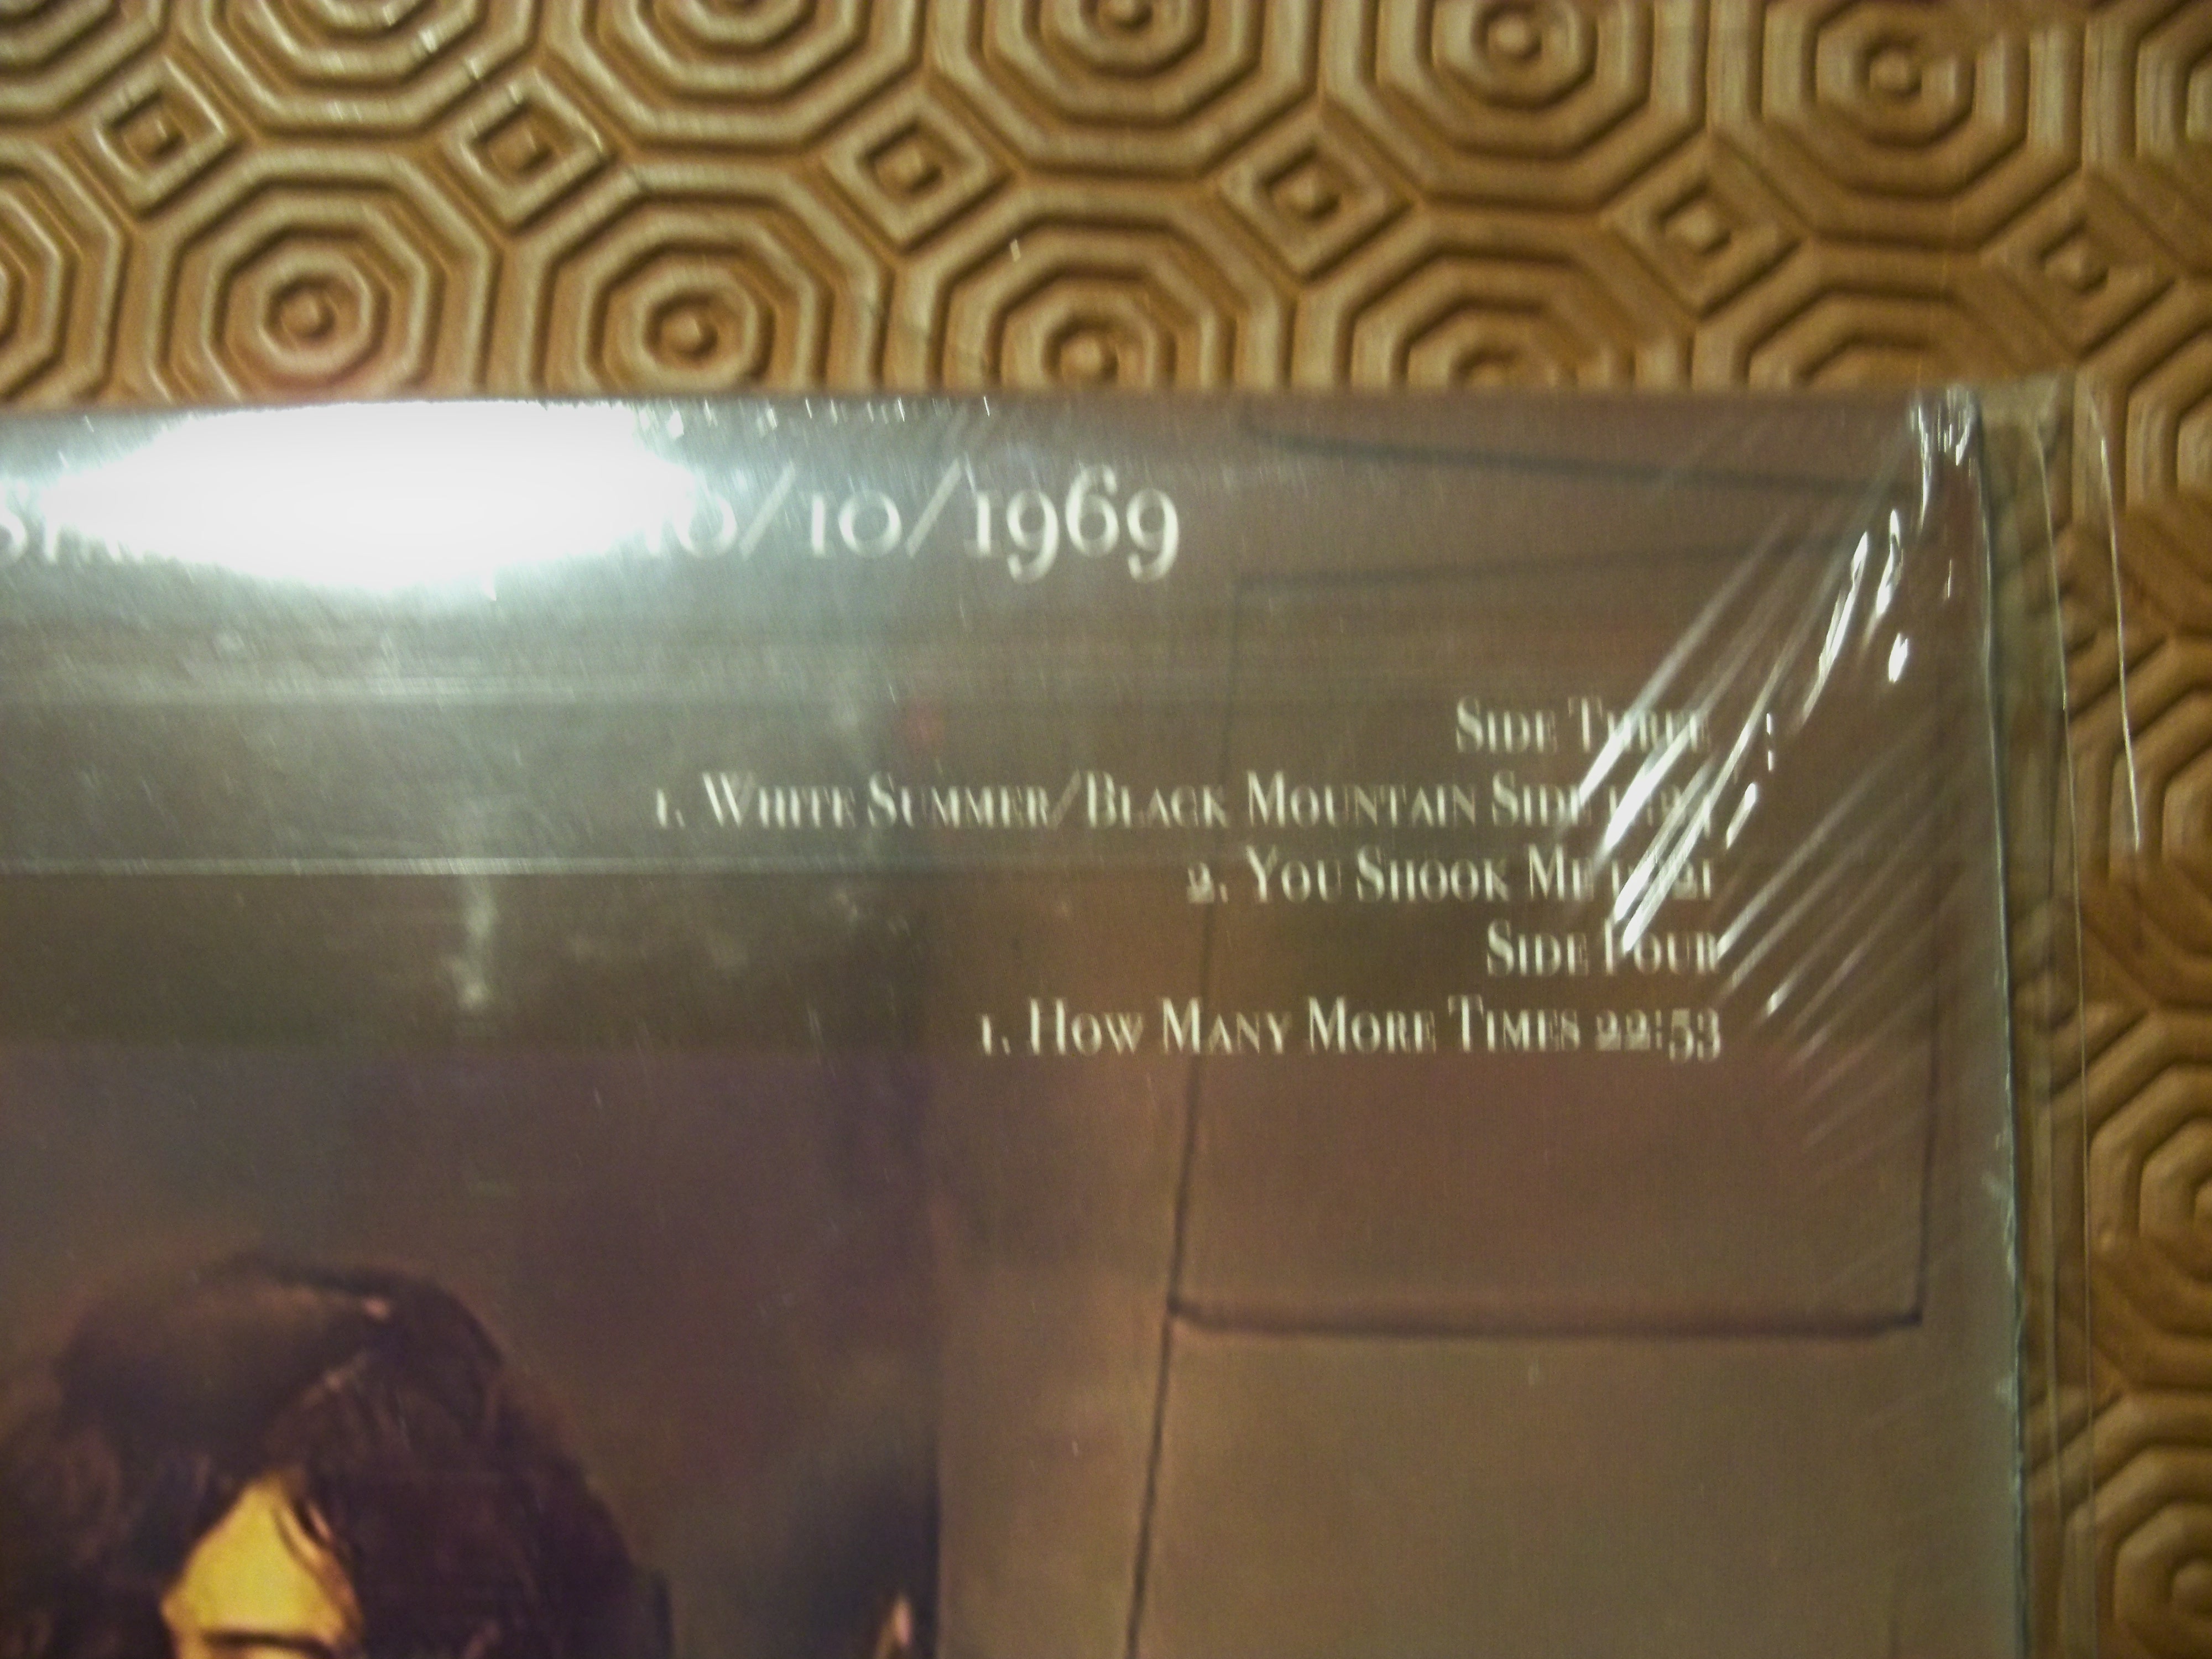 10/10/1969
Side Three
1. White Summer/Black Mountain Side
2. You Shook Me
Side Four
1. How Many More Times 22:53